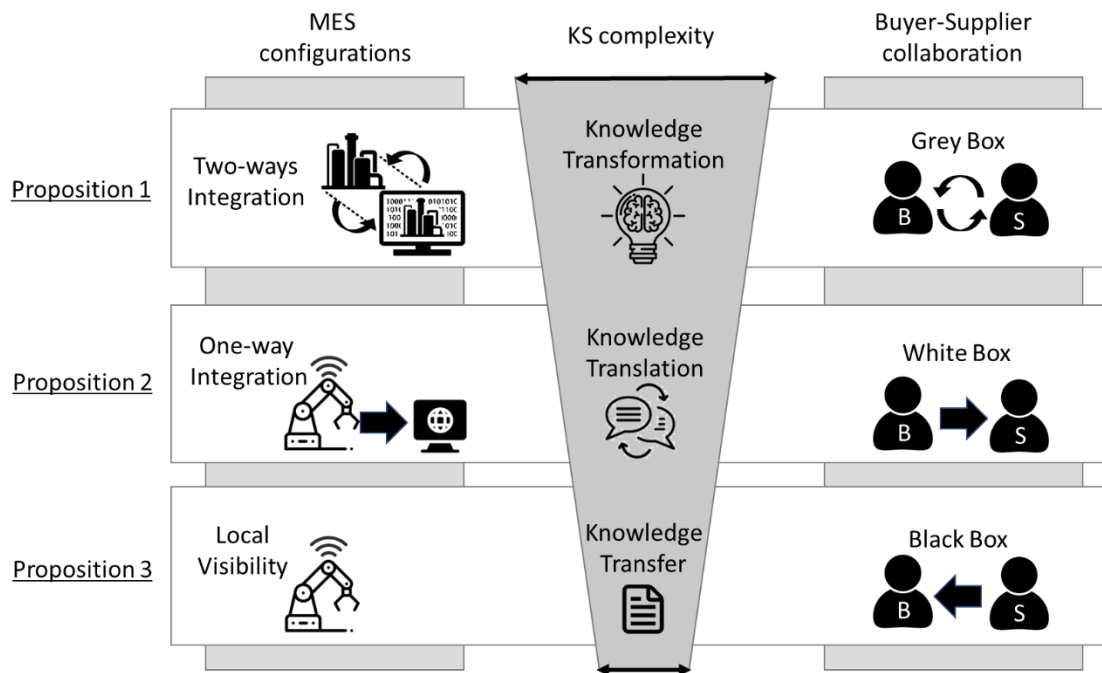 MES
configurations
KS complexity
Buyer-Supplier
collaboration
Proposition 1
Two-ways
Integration
Knowledge
Transformation
Grey Box
B
S
Proposition 2
One-way
Integration
Knowledge
Translation
White Box
B
S
Proposition 3
Local
Visibility
Knowledge
Transfer
Black Box
B
S